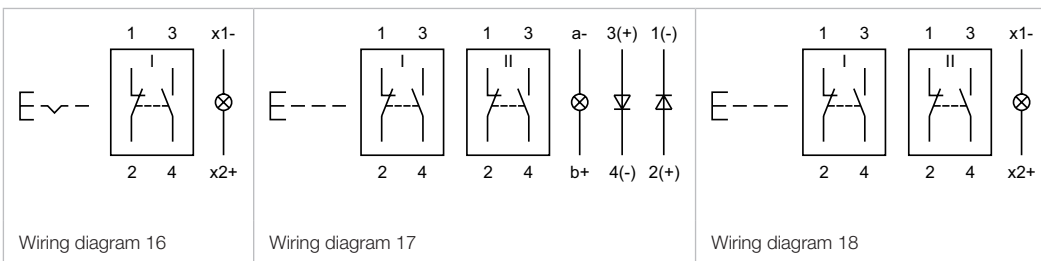 1 3 x1-
I
2 4 x2+
Wiring diagram 16
1 3 1 3 a- 3(+) 1(-)
I II
2 4 2 4 b+ 4(-) 2(+)
Wiring diagram 17
1 3 1 3 x1-
I II
2 4 2 4 x2+
Wiring diagram 18